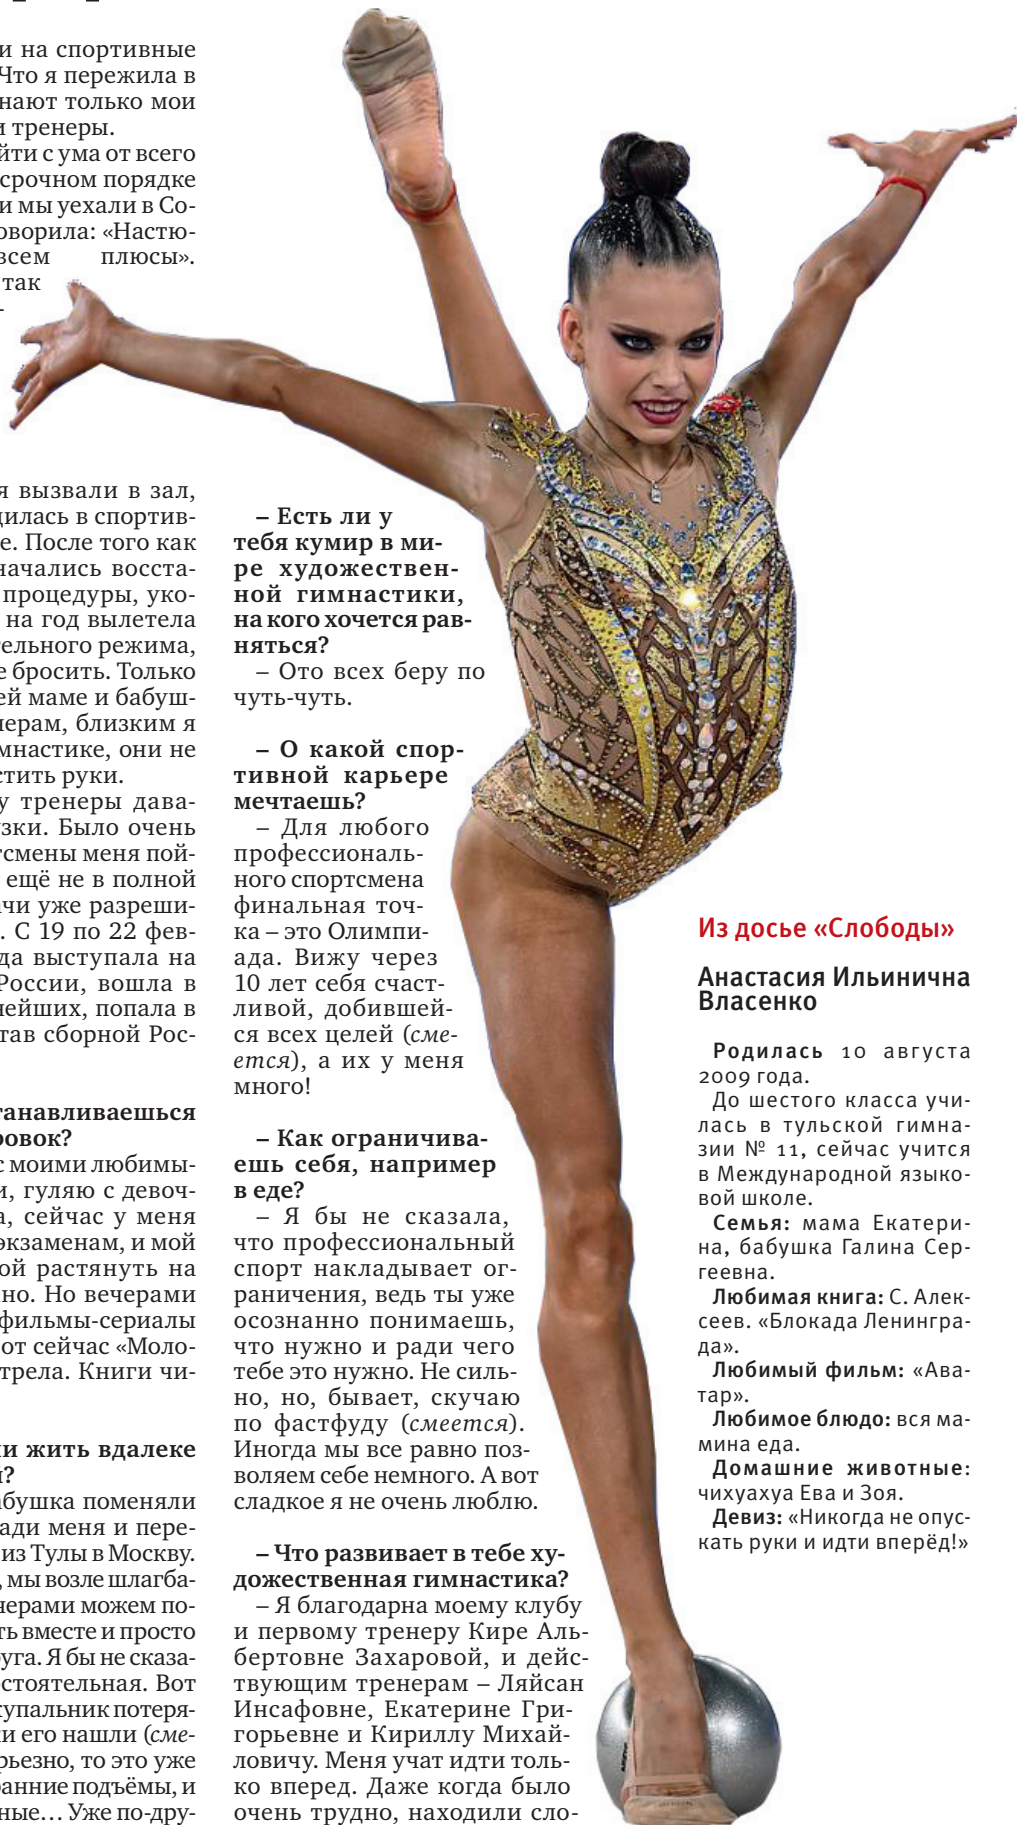 и на спортивные
Что я пережила в
нают только мои
и тренеры.
йти с ума от всего
срочном порядке
и мы уехали в Со-
оворила: «Настю-
всем плюсы».
так
-
я вызвали в зал,
дилась в спортив-
е. После того как
начались восста-
процедуры, уко-
на год вылетела
тельного режима,
е бросить. Только
ей маме и бабуш-
нерам, близким я
мнастике, они не
стить руки.
у тренеры дава-
узки. Было очень
тсмены меня пой-
ещё не в полной
ачи уже разреши-
. С 19 по 22 фев-
да выступала на
России, вошла в
нейших, попала в
тав сборной Рос-
танавливаешься
ровок?
с моими любимы-
и, гуляю с девоч-
а, сейчас у меня
экзаменам, и мой
ой растянуть на
но. Но вечерами
фильмы-сериалы
от сейчас «Моло-
трела. Книги чи-
ли жить вдалеке
и?
абушка поменяли
ади меня и пере-
из Тулы в Москву.
, мы возле шлагба-
нерами можем по-
ть вместе и просто
уга. Я бы не сказа-
стоятельная. Вот
купальник потеря-
ки его нашли (сме-
рьезно, то это уже
ранние подъёмы, и
ные… Уже по-дру-
– Есть ли у
тебя кумир в ми-
ре художествен-
ной гимнастики,
на кого хочется рав-
няться?
– Ото всех беру по
чуть-чуть.
– О какой спор-
тивной карьере
мечтаешь?
– Для любого
профессиональ-
ного спортсмена
финальная точ-
ка – это Олимпи-
ада. Вижу через
10 лет себя счаст-
ливой, добившей-
ся всех целей (сме-
ется), а их у меня
много!
– Как ограничива-
ешь себя, например
в еде?
– Я бы не сказала,
что профессиональный
спорт накладывает ог-
раничения, ведь ты уже
осознанно понимаешь,
что нужно и ради чего
тебе это нужно. Не силь-
но, но, бывает, скучаю
по фастфуду (смеется).
Иногда мы все равно поз-
воляем себе немного. А вот
сладкое я не очень люблю.
– Что развивает в тебе ху-
дожественная гимнастика?
– Я благодарна моему клубу
и первому тренеру Кире Аль-
бертовне Захаровой, и дейс-
твующим тренерам – Ляйсан
Инсафовне, Екатерине Гри-
горьевне и Кириллу Михай-
ловичу. Меня учат идти толь-
ко вперед. Даже когда было
очень трудно, находили сло-
Из досье «Слободы»
Анастасия Ильинична
Власенко
Родилась 10 августа
2009 года.
До шестого класса учи-
лась в тульской гимна-
зии № 11, сейчас учится
в Международной языко-
вой школе.
Семья: мама Екатери-
на, бабушка Галина Сер-
геевна.
Любимая книга: С. Алек-
сеев. «Блокада Ленингра-
да».
Любимый фильм: «Ава-
тар».
Любимое блюдо: вся ма-
мина еда.
Домашние животные:
чихуахуа Ева и Зоя.
Девиз: «Никогда не опус-
кать руки и идти вперёд!»